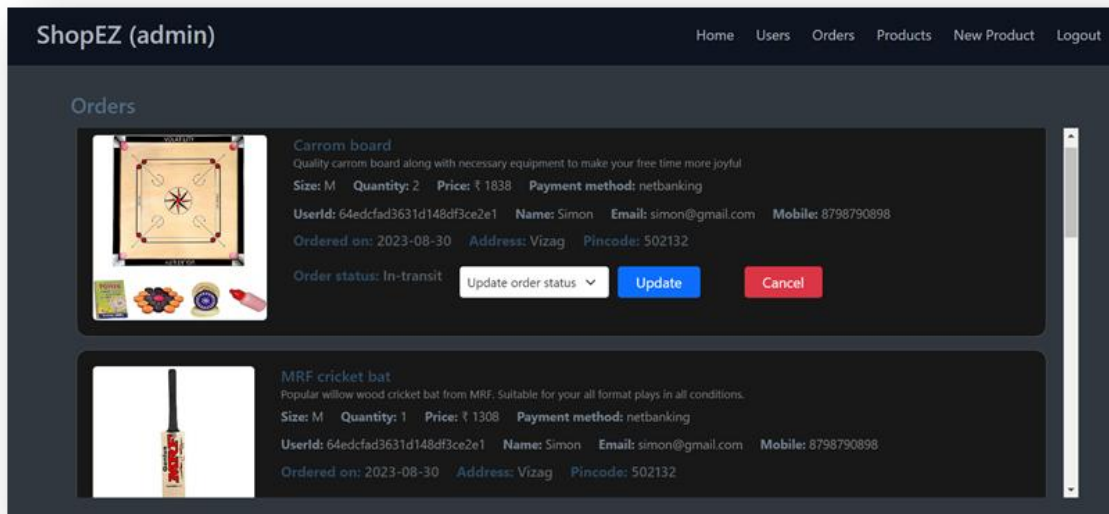 ShopEZ (admin)
Home Users Orders Products New Product Logout
Orders
Carrom board
Quality carrom board along with necessary equipment to make your free time more joyful
Size: M Quantity: 2 Price: ₹ 1838 Payment method: netbanking
UserId: 64edcfad3631d148df3ce2e1 Name: Simon Email: simon@gmail.com Mobile: 8798790898
Ordered on: 2023-08-30 Address: Vizag Pincode: 502132
Order status: In-transit Update order status Update Cancel
MRF cricket bat
Popular willow wood cricket bat from MRF. Suitable for your all format plays in all conditions.
Size: M Quantity: 1 Price: ₹ 1308 Payment method: netbanking
UserId: 64edcfad3631d148df3ce2e1 Name: Simon Email: simon@gmail.com Mobile: 8798790898
Ordered on: 2023-08-30 Address: Vizag Pincode: 502132
MRF
Genius